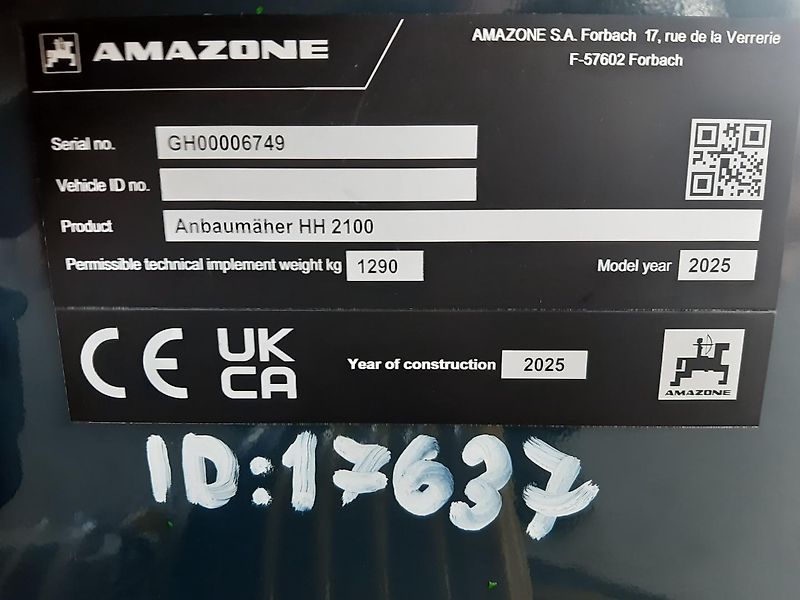 AMAZONE
AMAZONE S.A. Forbach 17, rue de la Verrerie
F-57602 Forbach
Serial no. GH00006749
Vehicle ID no.
Product Anbaumäher HH 2100
Permissible technical implement weight kg 1290 Model year 2025
CE UK CA Year of construction 2025
AMAZONE
ID:17637